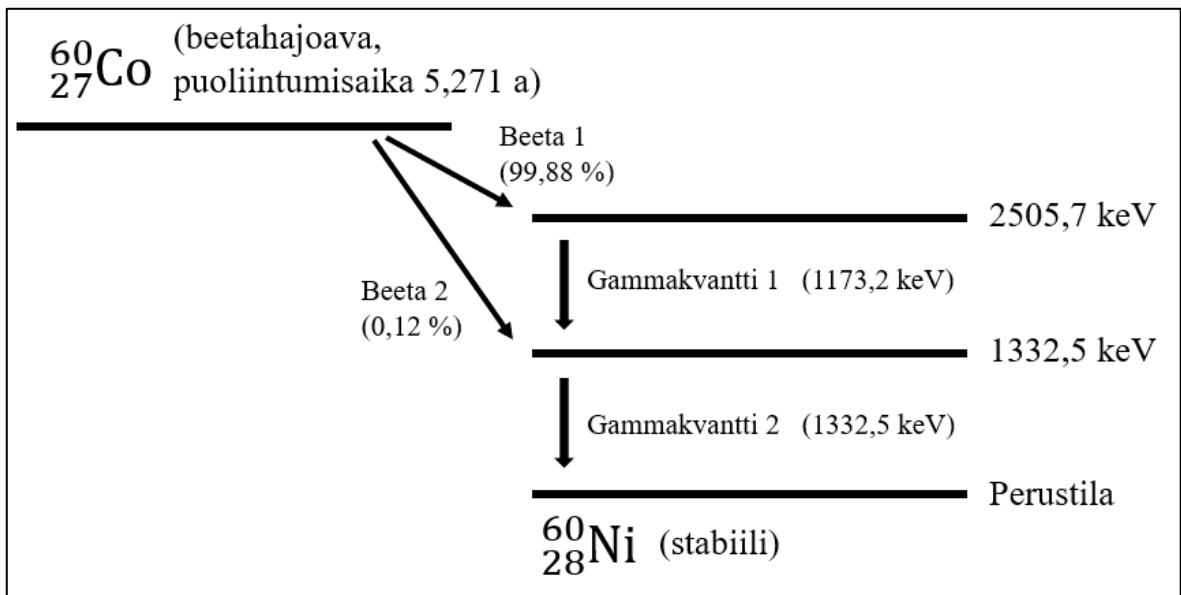 60
27Co (beetahajoava,
puoliintumisaika 5,271 a)
Beeta 1
(99,88 %)
2505,7 keV
Gammakvantti 1 (1173,2 keV)
Beeta 2
(0,12 %)
1332,5 keV
Gammakvantti 2 (1332,5 keV)
Perustila
60
28Ni (stabiili)